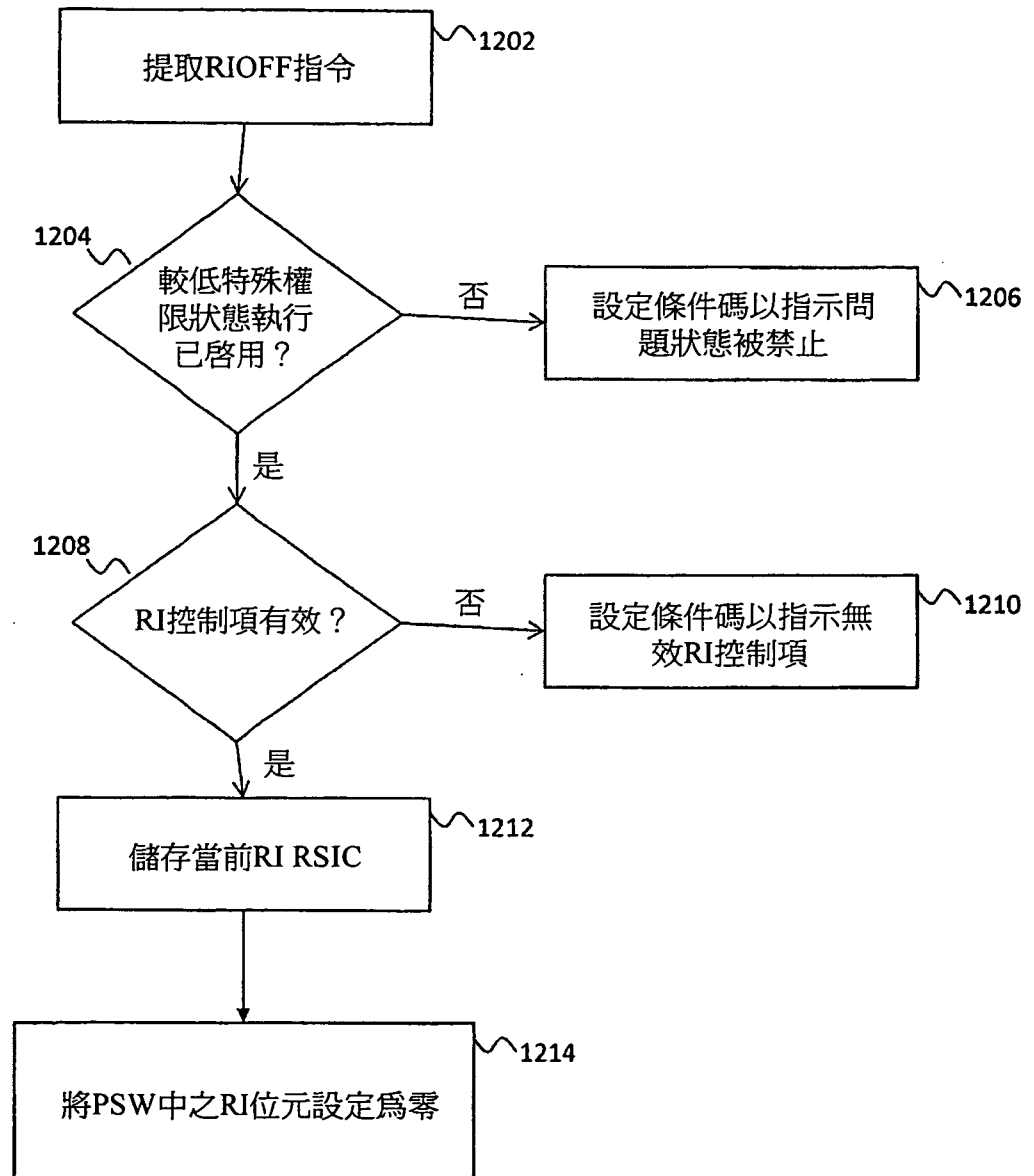 提取RIOFF指令
1202
1204
較低特殊權
限狀態執行
已啓用？
否
設定條件碼以指示問
題狀態被禁止
1206
是
1208
RI控制項有效？
否
設定條件碼以指示無
效RI控制項
1210
是
儲存當前RI RSIC
1212
將PSW中之RI位元設定爲零
1214